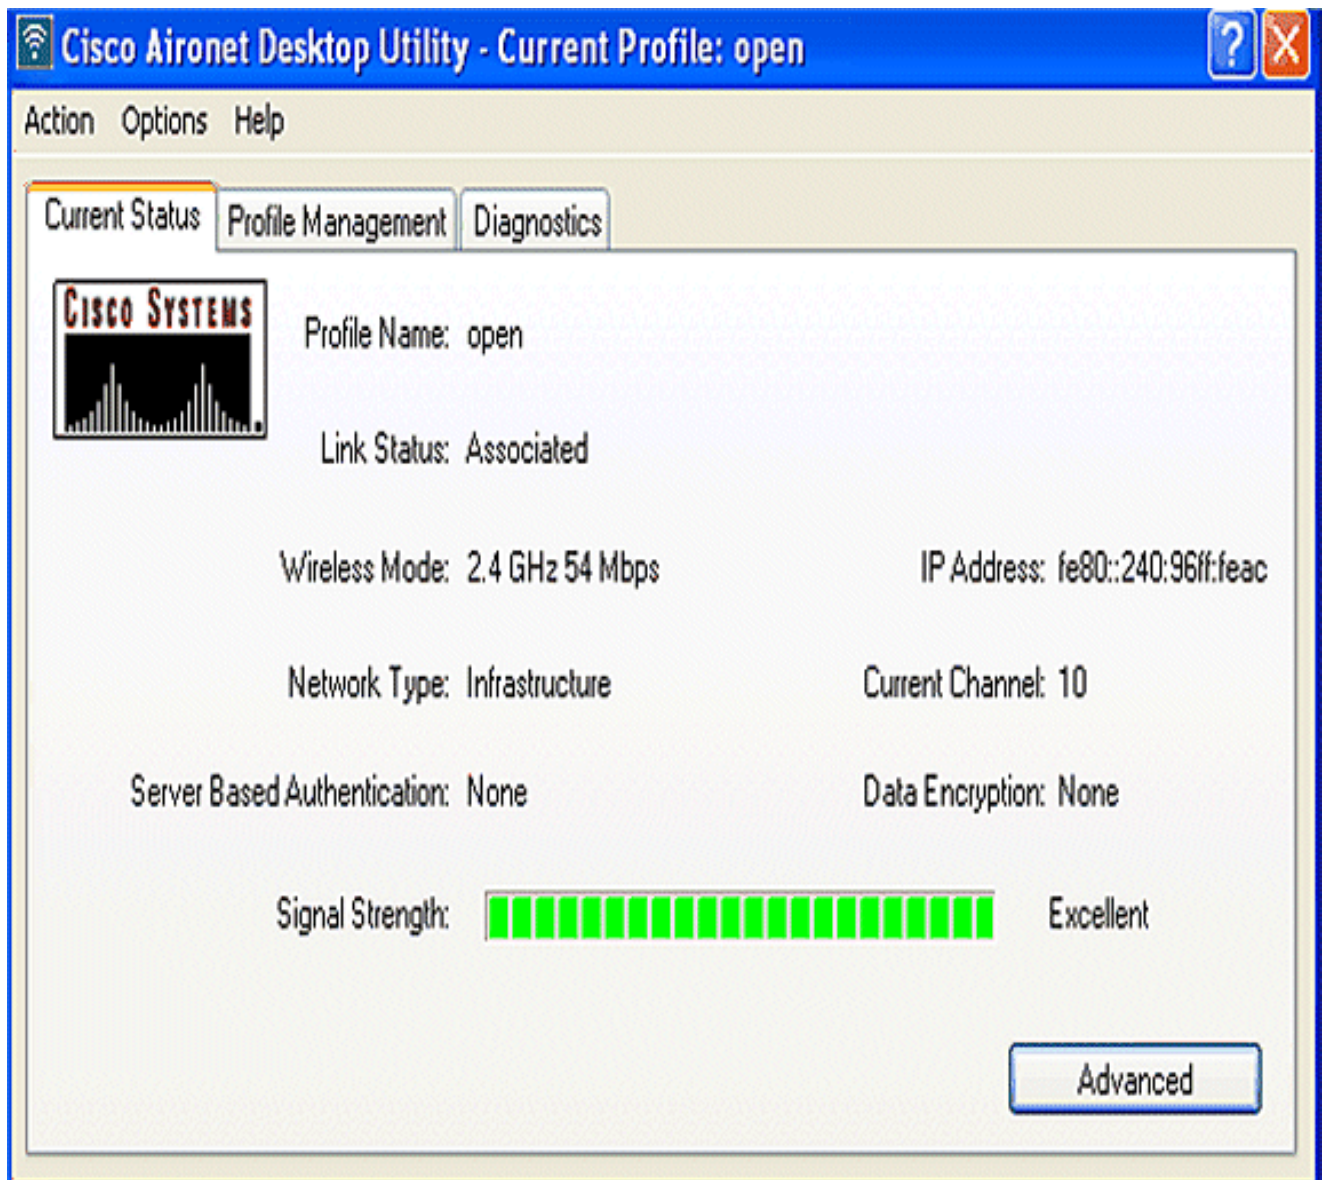 Cisco Aironet Desktop Utility - Current Profile: open
?
X
Action Options Help
Current Status Profile Management Diagnostics
CISCO SYSTEMS
Profile Name: open
Link Status: Associated
Wireless Mode: 2.4 GHz 54 Mbps IP Address: fe80::240:96ff:feac
Network Type: Infrastructure Current Channel: 10
Server Based Authentication: None Data Encryption: None
Signal Strength: Excellent
Advanced